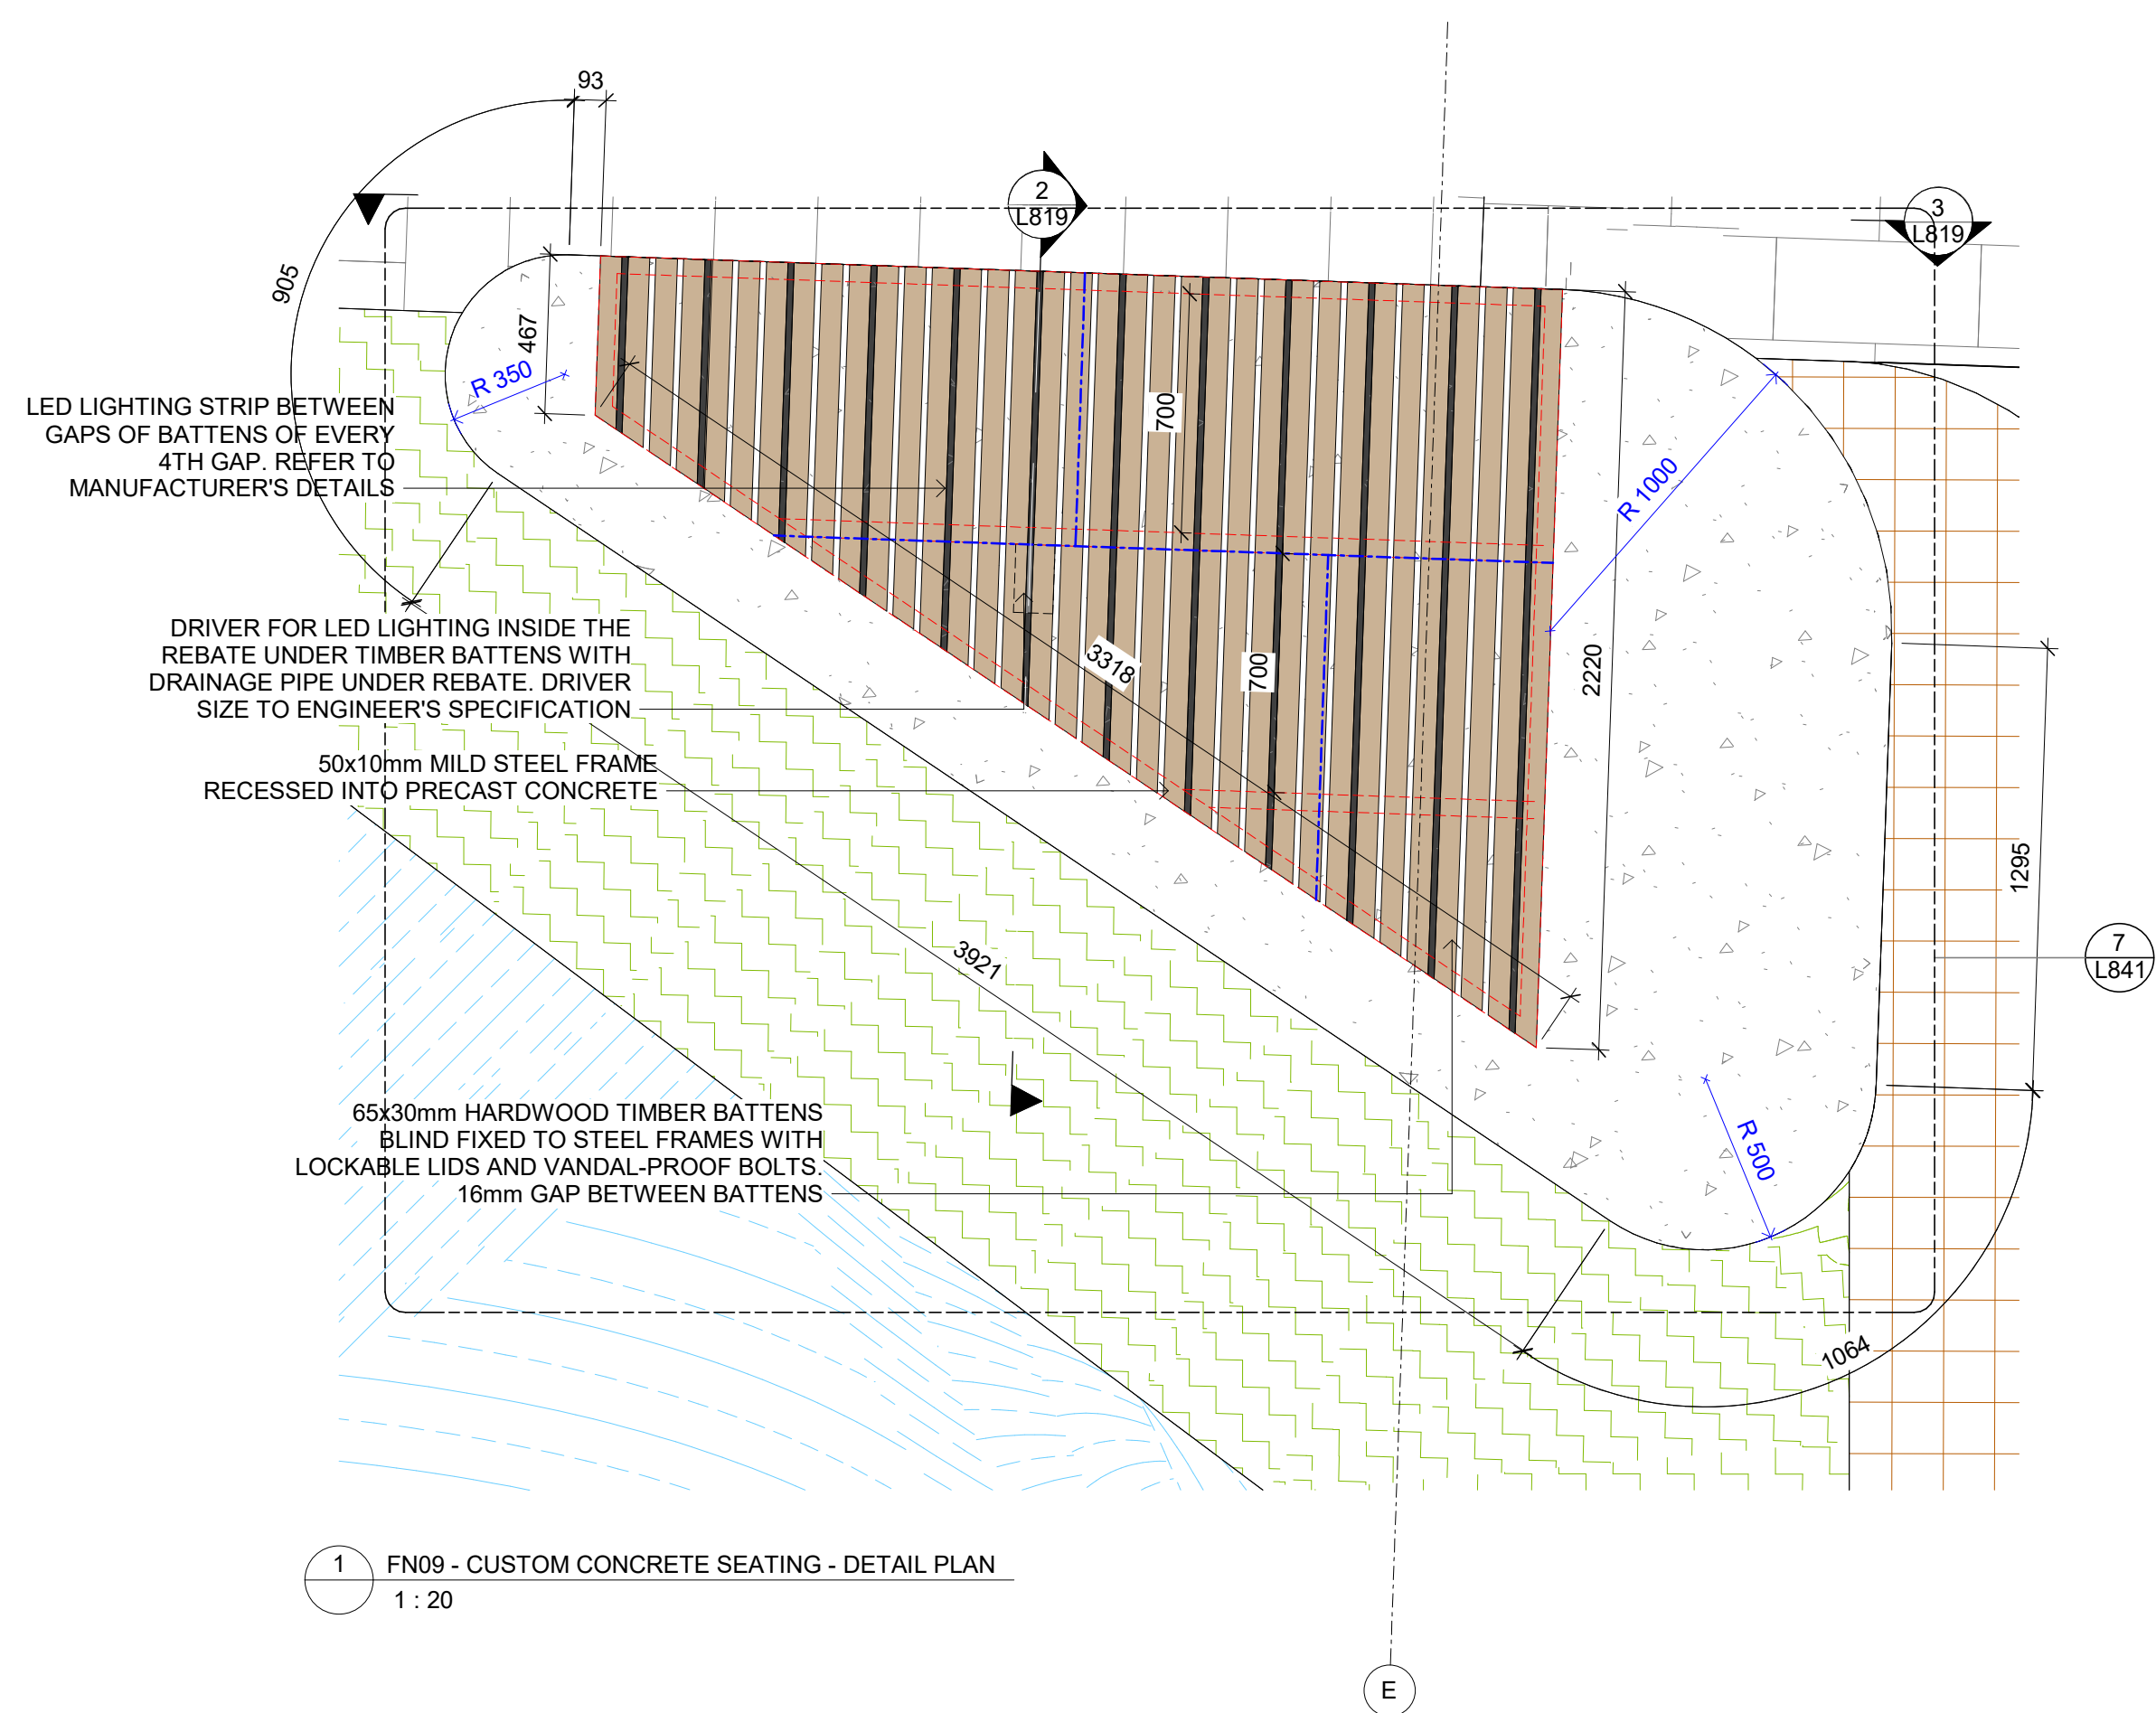 93
905
2
L819
3
L819
467
R 350
LED LIGHTING STRIP BETWEEN
GAPS OF BATTENS OF EVERY
4TH GAP. REFER TO
MANUFACTURER'S DETAILS
700
R 1000
DRIVER FOR LED LIGHTING INSIDE THE
REBATE UNDER TIMBER BATTENS WITH
DRAINAGE PIPE UNDER REBATE. DRIVER
SIZE TO ENGINEER'S SPECIFICATION
3318
700
2220
50x10mm MILD STEEL FRAME
RECESSED INTO PRECAST CONCRETE
1295
3921
7
L841
65x30mm HARDWOOD TIMBER BATTENS
BLIND FIXED TO STEEL FRAMES WITH
LOCKABLE LIDS AND VANDAL-PROOF BOLTS.
16mm GAP BETWEEN BATTENS
R 500
1064
1
FN09 - CUSTOM CONCRETE SEATING - DETAIL PLAN
1 : 20
E